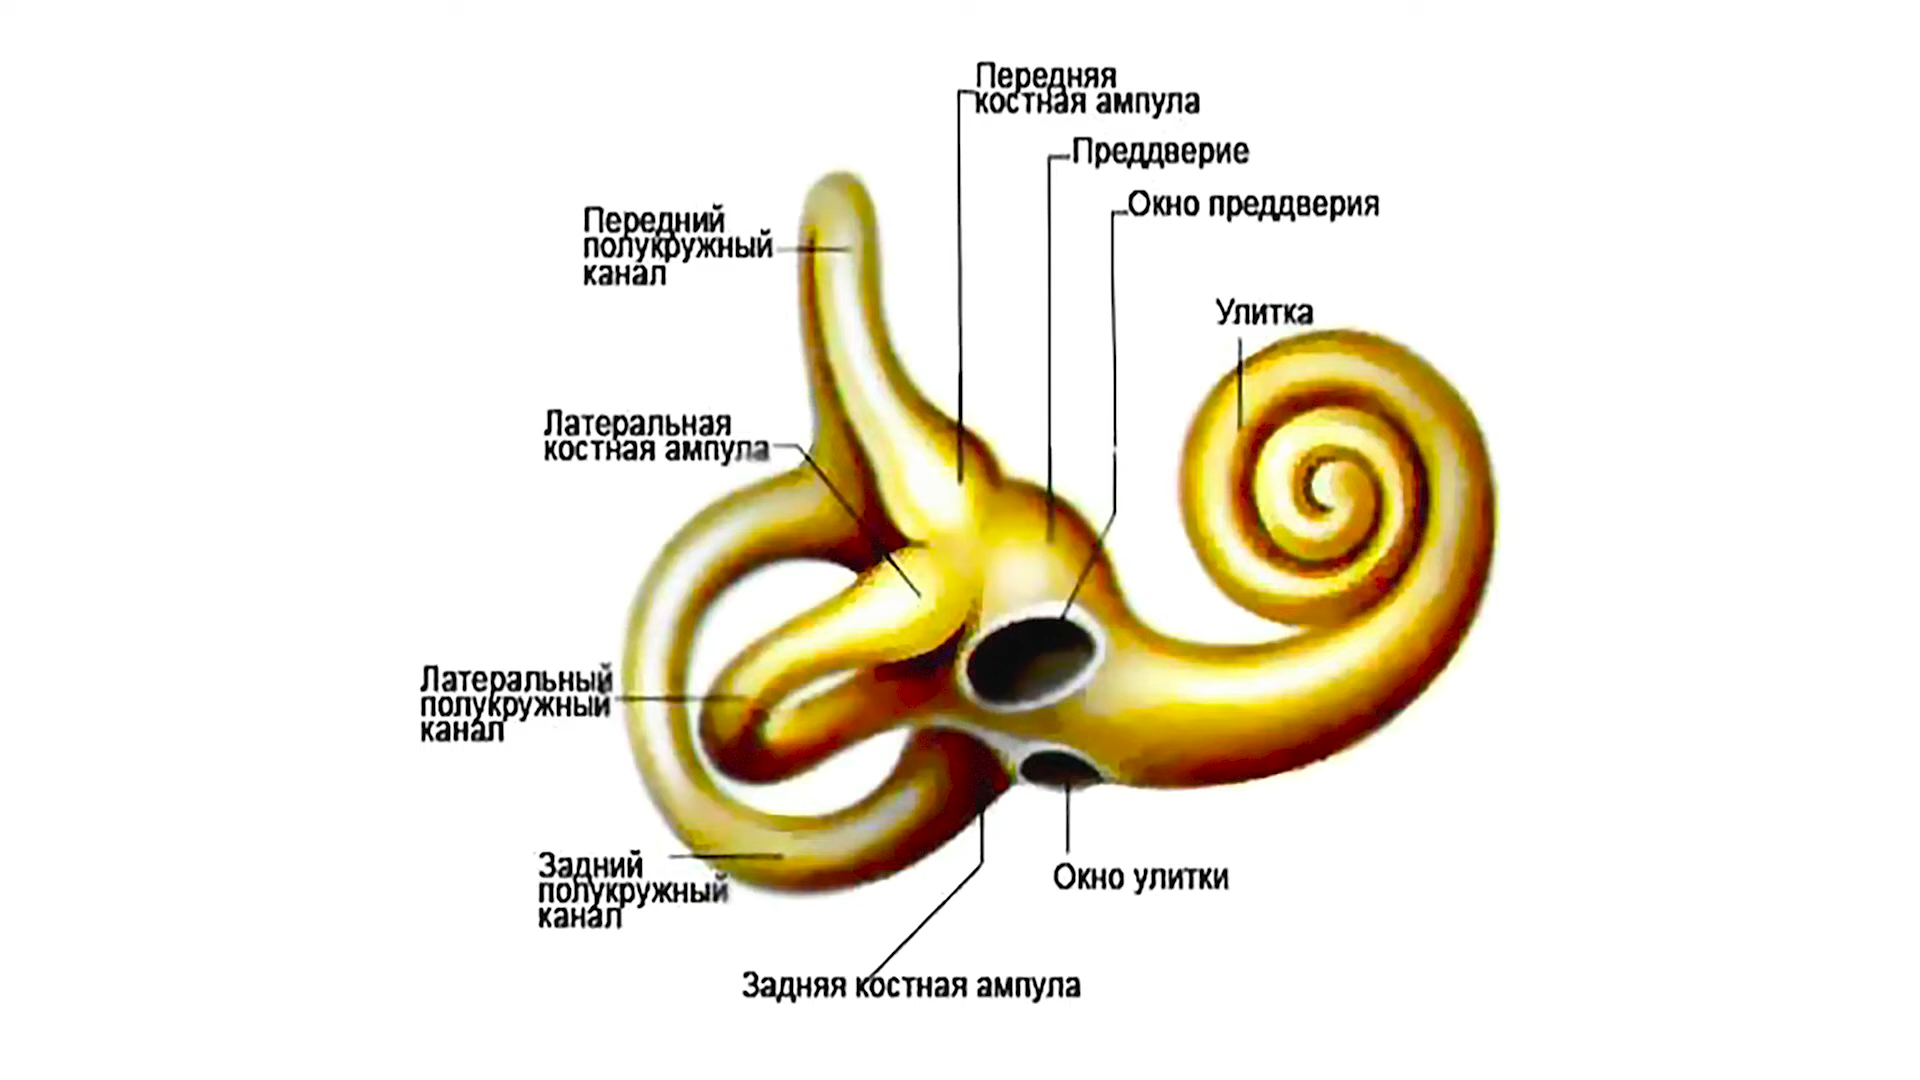 Передняя
костная ампула
Преддверие
Окно преддверия
Передний
полукружный
канал
Улитка
Латеральная
костная ампула
Латеральный
полукружный
канал
Задний
полукружный
канал
Окно улитки
Задняя костная ампула